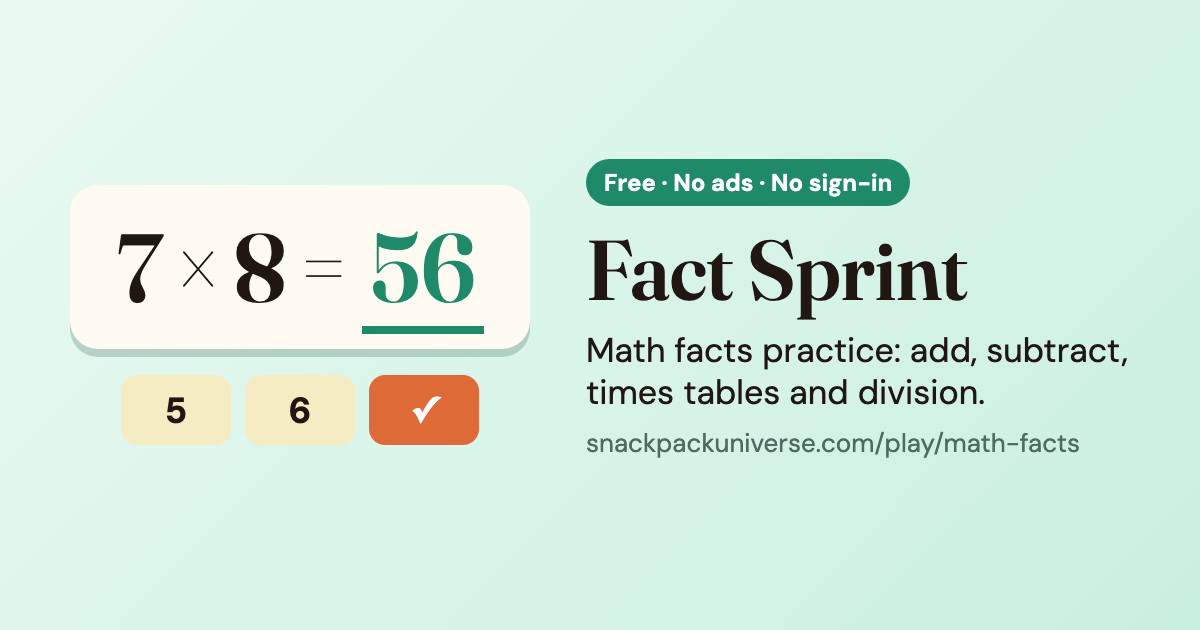 7 × 8 = 56
5 6 ✓
Free · No ads · No sign-in
Fact Sprint
Math facts practice: add, subtract,
times tables and division.
snackpackuniverse.com/play/math-facts